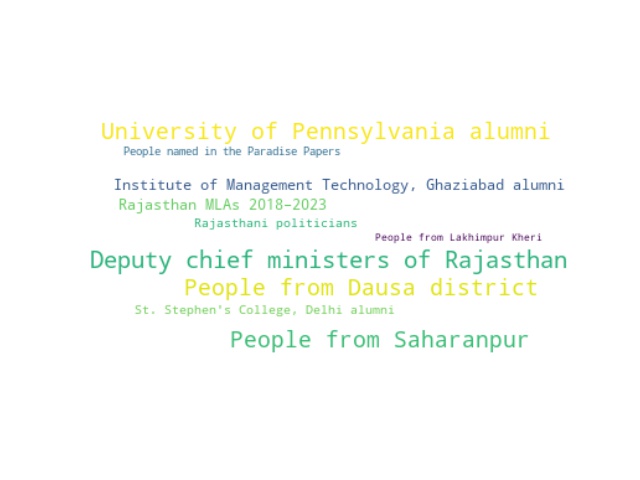 University of Pennsylvania alumni
People named in the Paradise Papers
Institute of Management Technology, Ghaziabad alumni
Rajasthan MLAs 2018–2023
Rajasthani politicians
People from Lakhimpur Kheri
Deputy chief ministers of Rajasthan
People from Dausa district
St. Stephen's College, Delhi alumni
People from Saharanpur